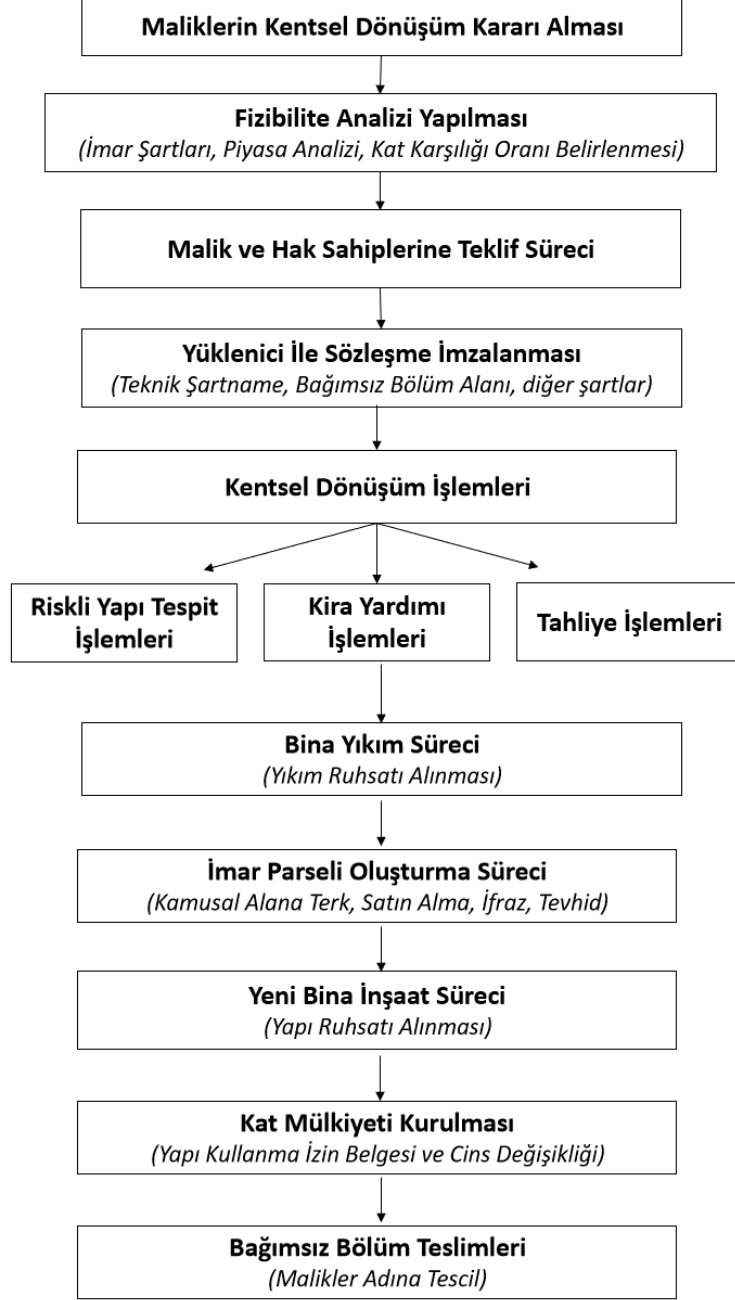 Maliklerin Kentsel Dönüşüm Kararı Alması
Fizibilite Analizi Yapılması
(İmar Şartları, Piyasa Analizi, Kat Karşılığı Oranı Belirlenmesi)
Malik ve Hak Sahiplerine Teklif Süreci
Yüklenici İle Sözleşme İmzalanması
(Teknik Şartname, Bağımsız Bölüm Alanı, diğer şartlar)
Kentsel Dönüşüm İşlemleri
Riskli Yapı Tespit
İşlemleri
Kira Yardımı
İşlemleri
Tahliye İşlemleri
Bina Yıkım Süreci
(Yıkım Ruhsatı Alınması)
İmar Parseli Oluşturma Süreci
(Kamusal Alana Terk, Satın Alma, İfraz, Tevhid)
Yeni Bina İnşaat Süreci
(Yapı Ruhsatı Alınması)
Kat Mülkiyeti Kurulması
(Yapı Kullanma İzin Belgesi ve Cins Değişikliği)
Bağımsız Bölüm Teslimleri
(Malikler Adına Tescil)